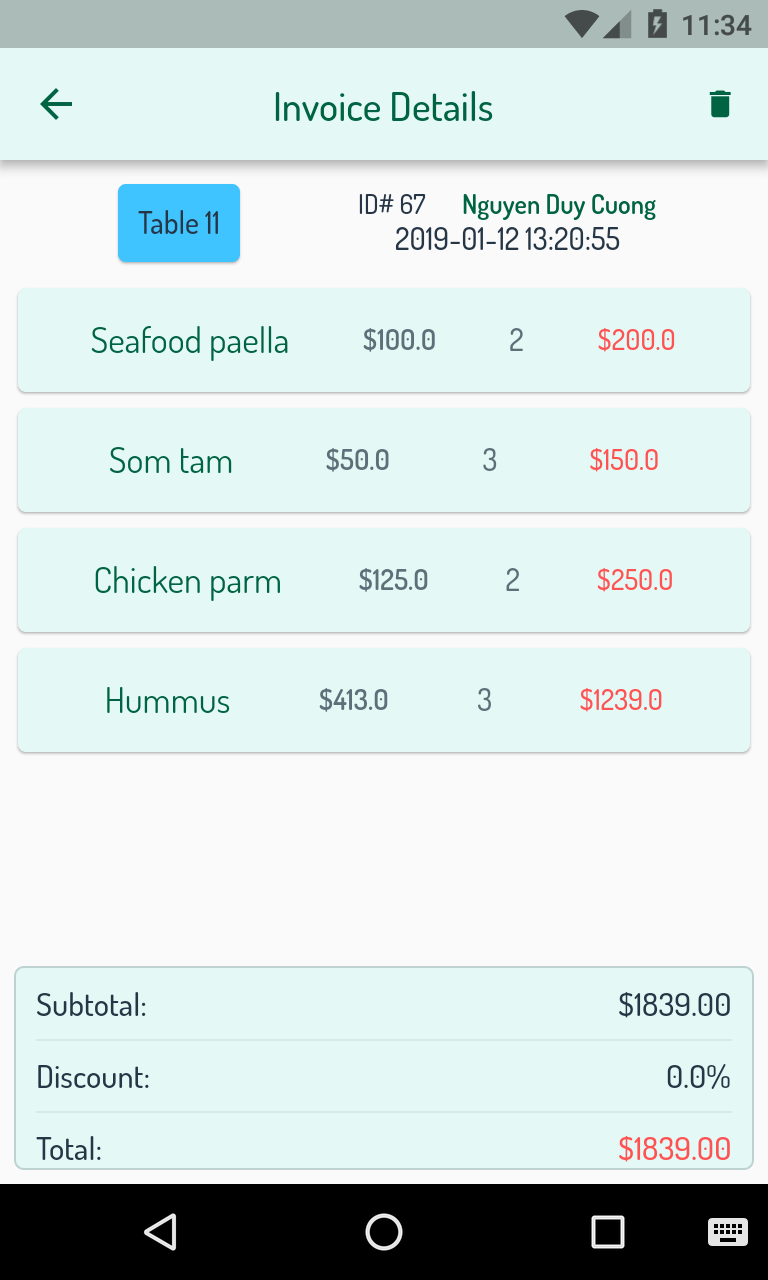 11:34
Invoice Details
Table 11
ID# 67 Nguyen Duy Cuong
2019-01-12 13:20:55
Seafood paella $100.0 2 $200.0
Som tam $50.0 3 $150.0
Chicken parm $125.0 2 $250.0
Hummus $413.0 3 $1239.0
Subtotal: $1839.00
Discount: 0.0%
Total: $1839.00